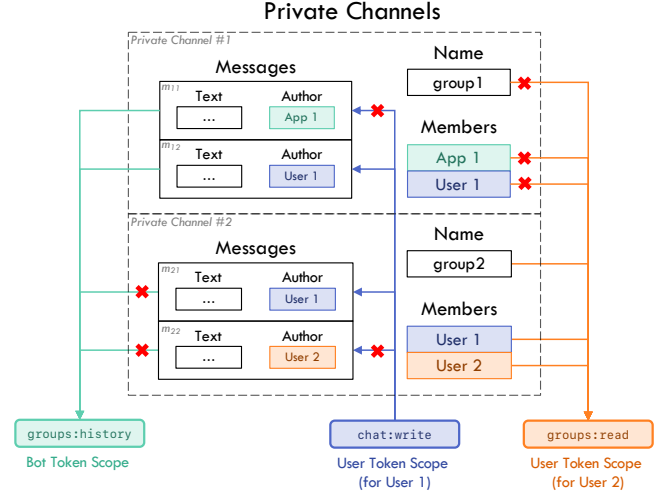 Private Channels
Private Channel #1
Messages
Name
m11
Text
Author
...
App 1
group1
m12
Text
Author
...
User 1
Members
App 1
User 1
Private Channel #2
Messages
Name
m21
Text
Author
...
User 1
group2
m22
Text
Author
...
User 2
Members
User 1
User 2
groups:history
chat:write
groups:read
Bot Token Scope
User Token Scope
(for User 1)
User Token Scope
(for User 2)